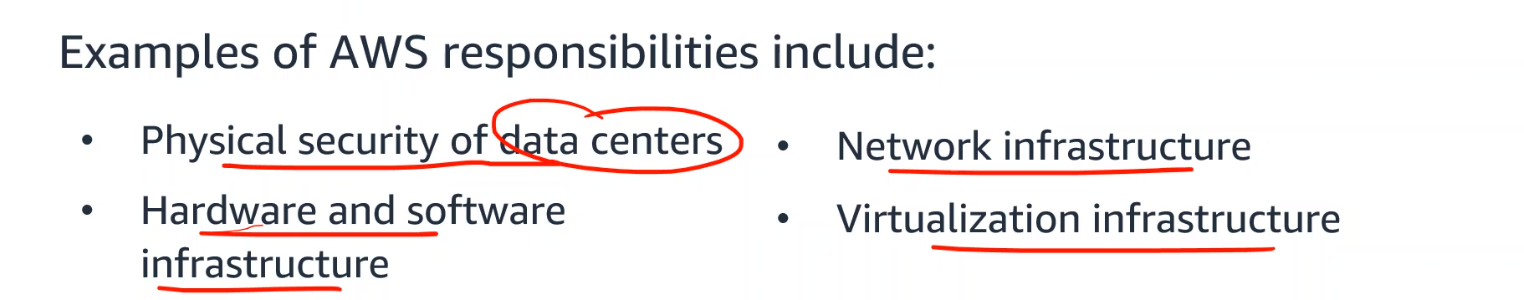 Examples of AWS responsibilities include:
• Physical security of data centers
• Hardware and software
infrastructure
• Network infrastructure
• Virtualization infrastructure